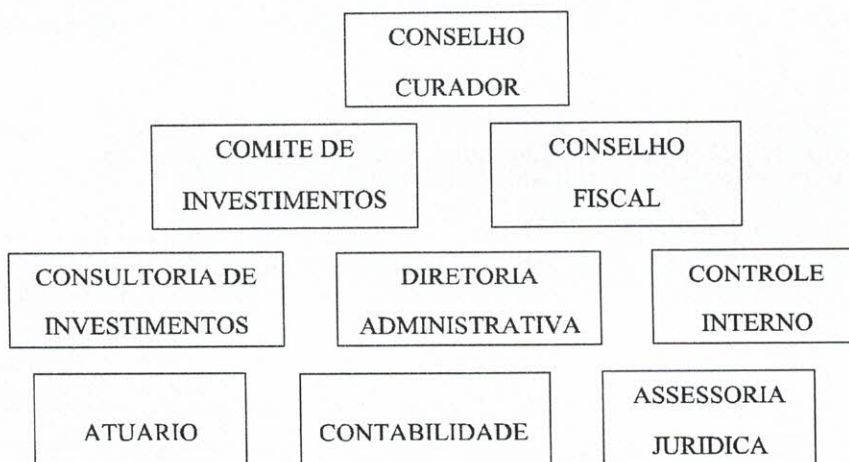 CONSELHO
CURADOR
COMITE DE
INVESTIMENTOS
CONSELHO
FISCAL
CONSULTORIA DE
INVESTIMENTOS
DIRETORIA
ADMINISTRATIVA
CONTROLE
INTERNO
ATUARIO
CONTABILIDADE
ASSESSORIA
JURIDICA